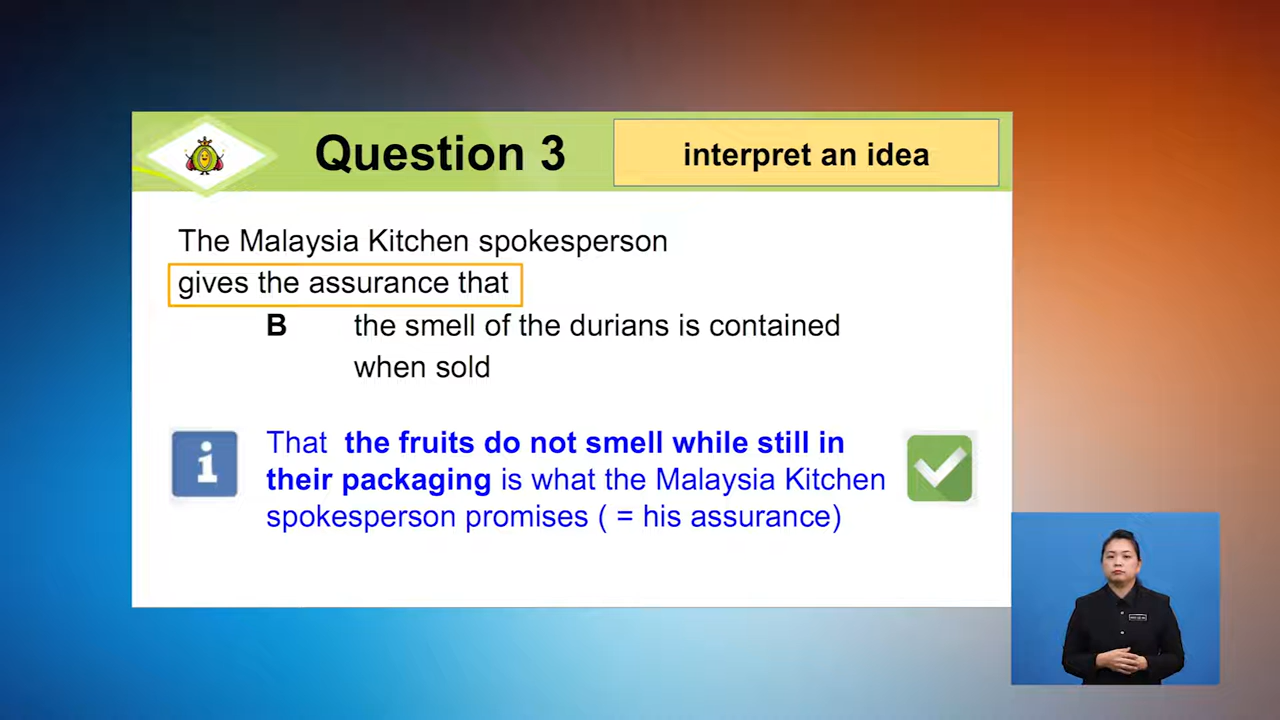 Question 3
interpret an idea
The Malaysia Kitchen spokesperson
gives the assurance that
B the smell of the durians is contained
when sold
That the fruits do not smell while still in
their packaging is what the Malaysia Kitchen
spokesperson promises ( = his assurance)